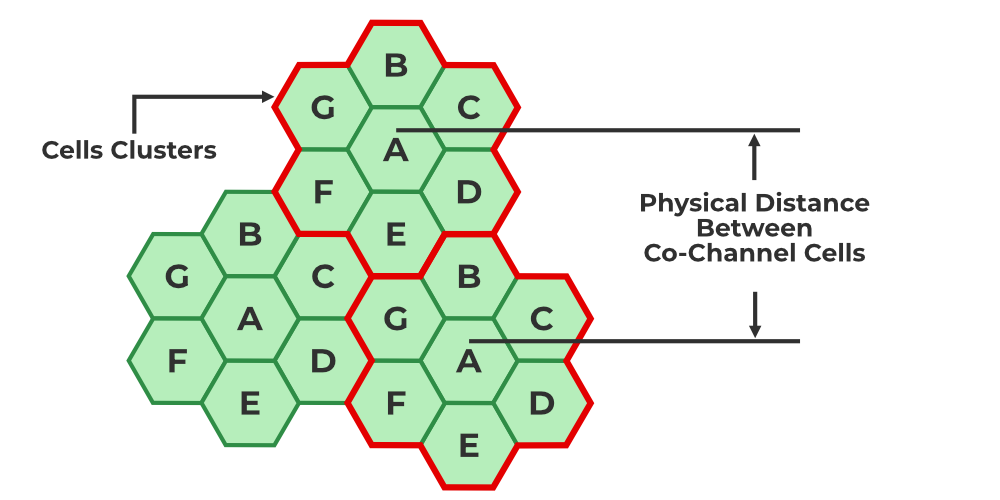 B
G
C
A
Cells Clusters
F
D
Physical Distance
Between
Co-Channel Cells
B
E
G
C
B
A
G
C
F
D
A
E
F
D
E